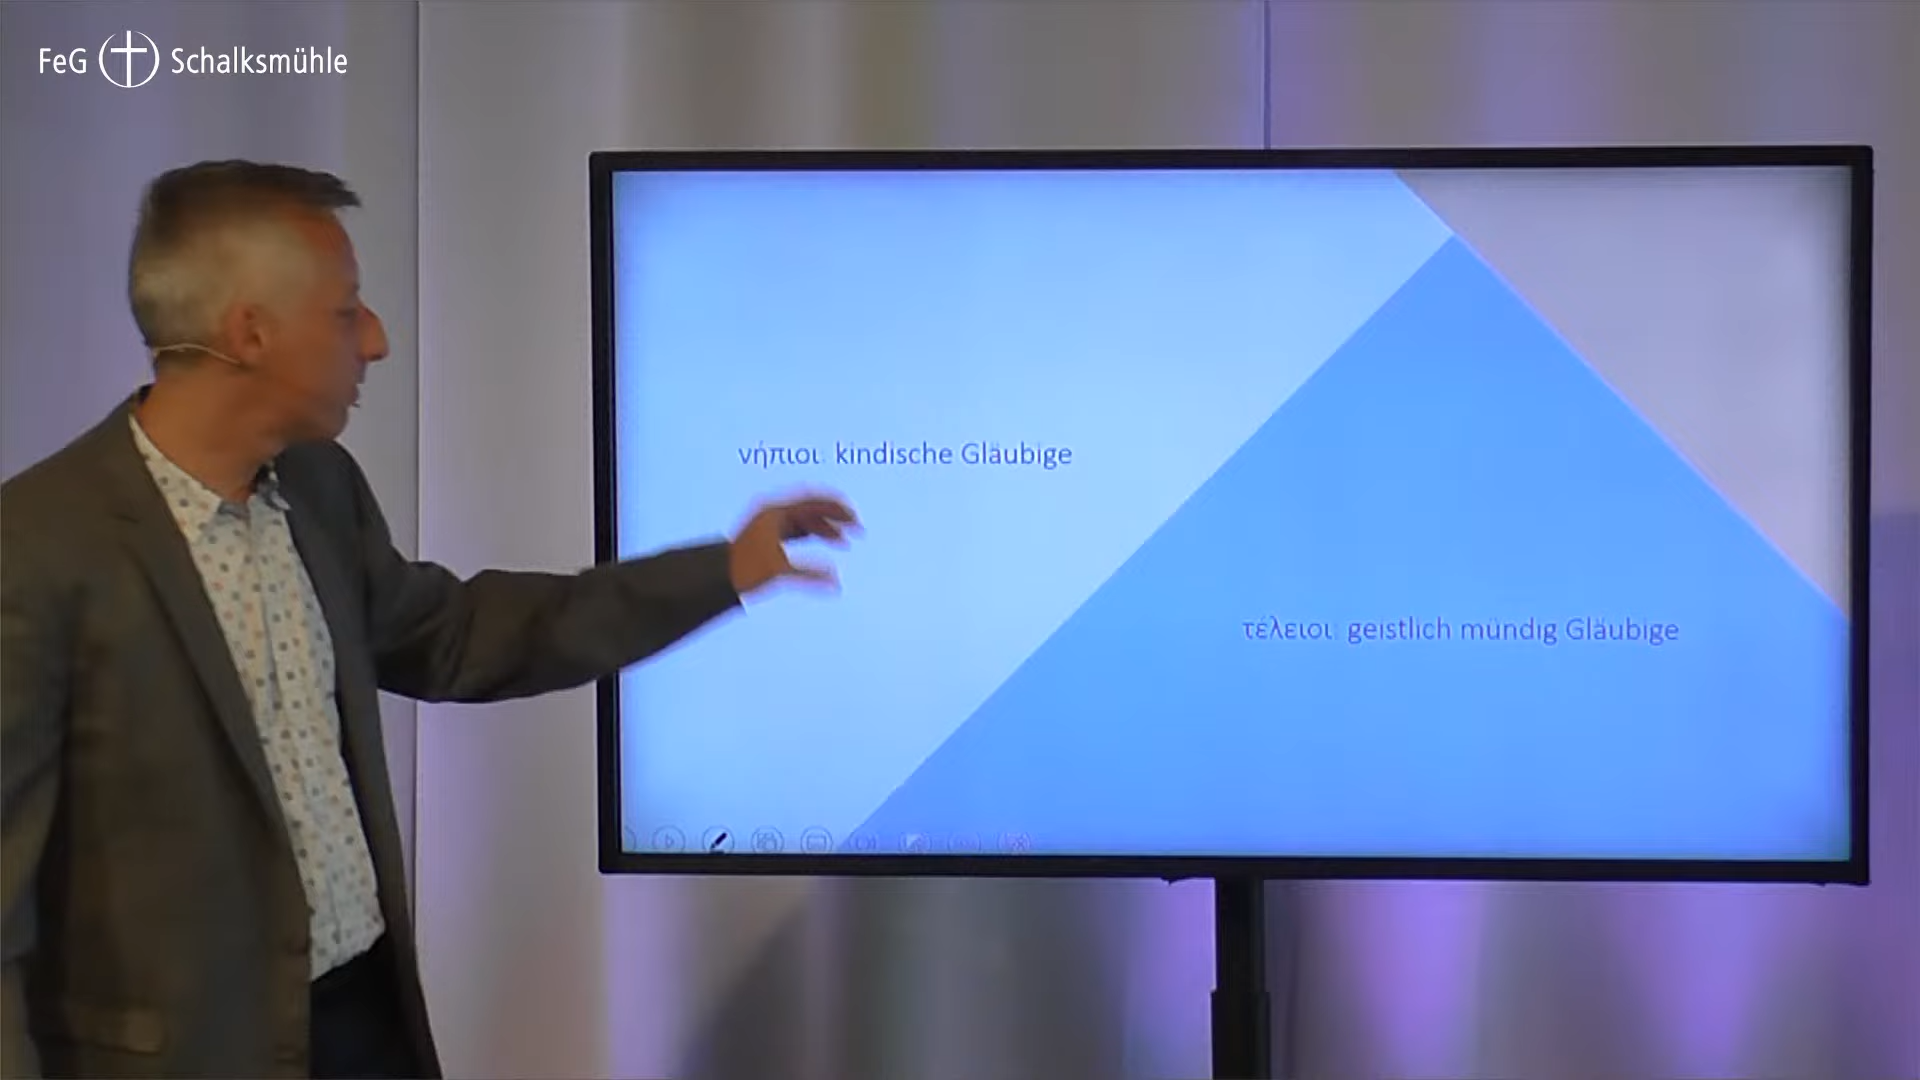 FeG Schalksmühle
νήπιοι: kindische Gläubige
τέλειοι: geistlich mündig Gläubige